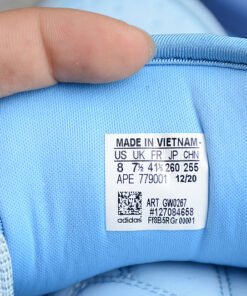 MADE IN VIETNAM-
US UK FR JP CHN
8 7½ 41⅓ 260 255
APE 779001 12/20
ART GW0267
#127084658
adidas Ff8B5RGr00001